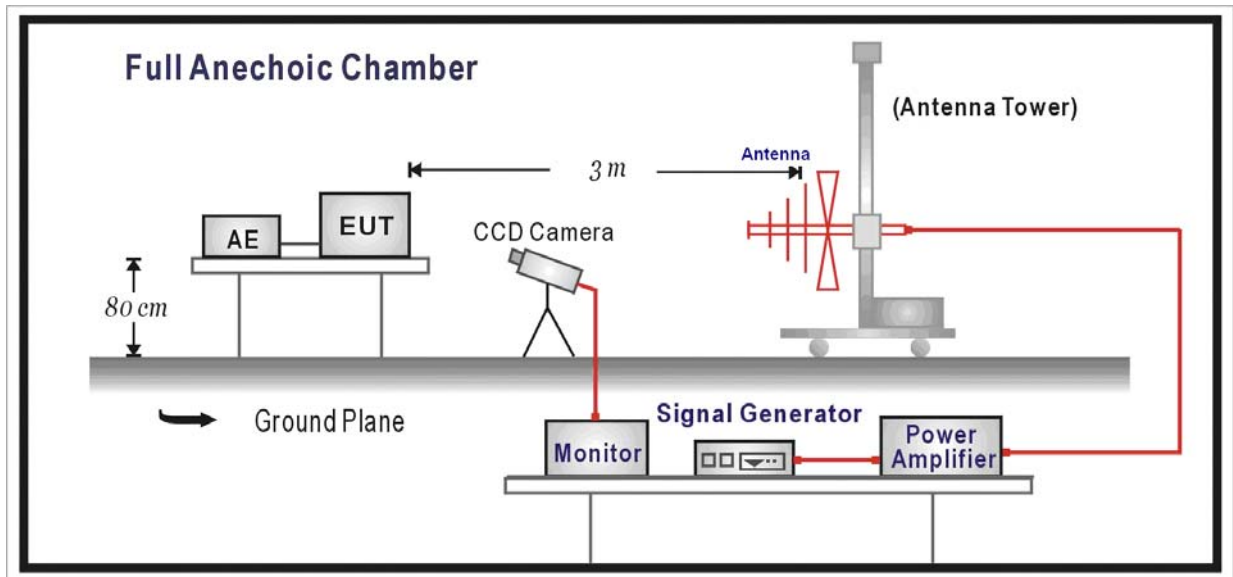 Full Anechoic Chamber
(Antenna Tower)
Antenna
3 m
AE
EUT
CCD Camera
80 cm
Ground Plane
Signal Generator
Monitor
Power
Amplifier